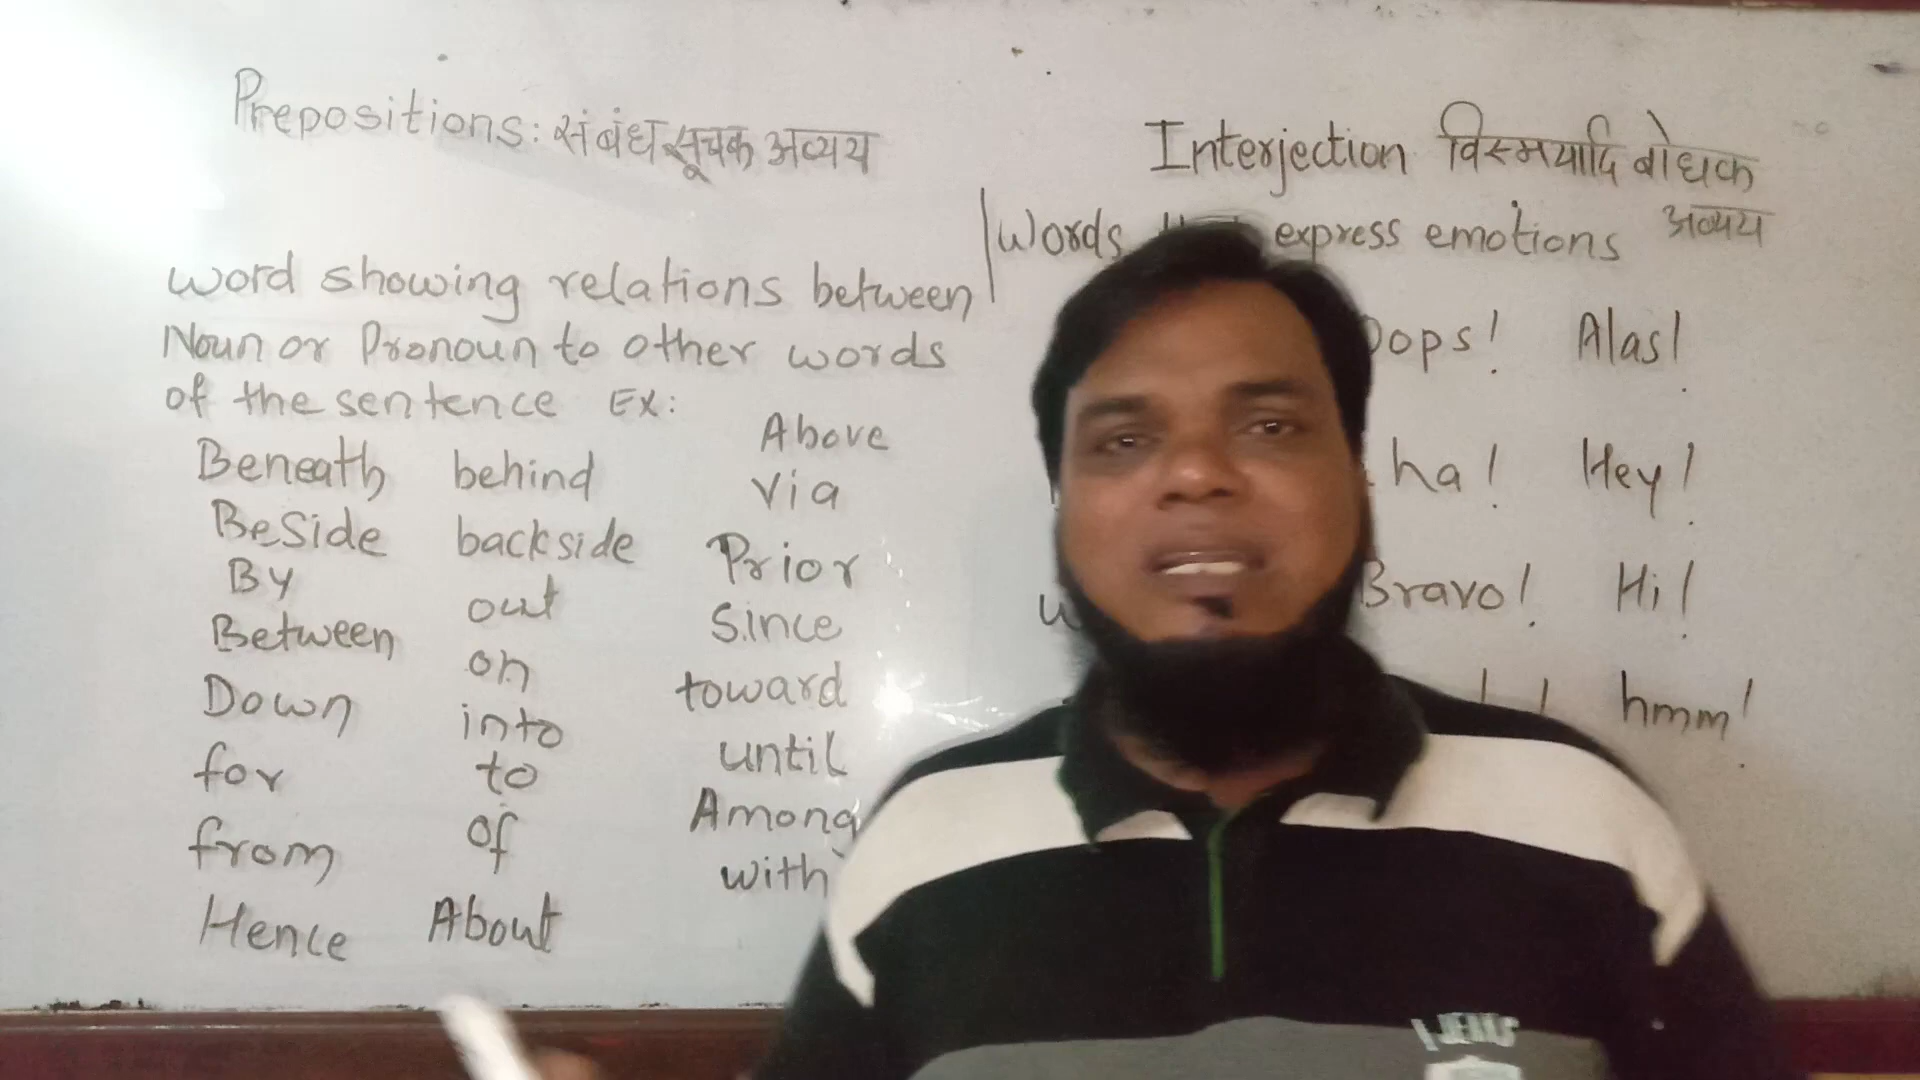 Prepositions: संबंध सूचक अव्यय
word showing relations between
Noun or Pronoun to other words
of the sentence Ex:
Beneath behind Above
Beside backside Via
By out Prior
Between on Since
Down into toward
for to until
from of Among
Hence About with
Interjection विस्मयादि बोधक
अव्यय
Words express emotions
Oops! Alas!
ha! Hey!
Bravo! Hi!
hmm!